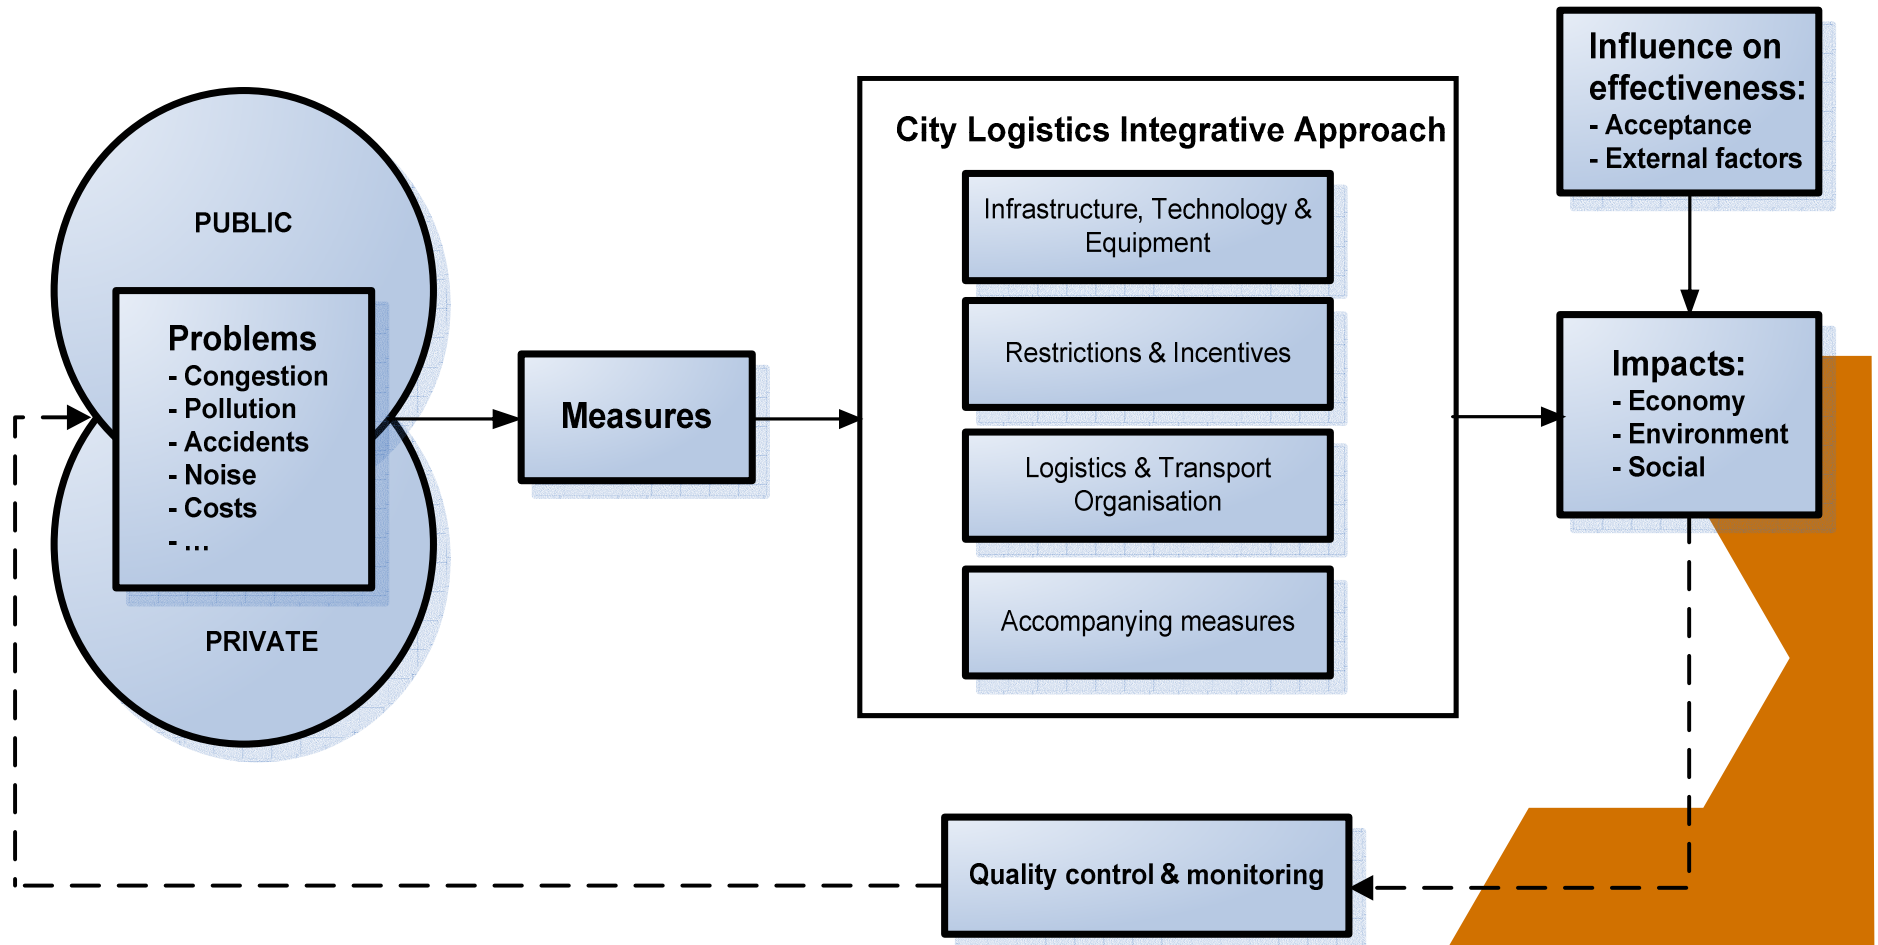 PUBLIC
Problems
- Congestion
- Pollution
- Accidents
- Noise
- Costs
- ...
PRIVATE
Measures
City Logistics Integrative Approach
Infrastructure, Technology &
Equipment
Restrictions & Incentives
Logistics & Transport
Organisation
Accompanying measures
Influence on
effectiveness:
- Acceptance
- External factors
Impacts:
- Economy
- Environment
- Social
Quality control & monitoring